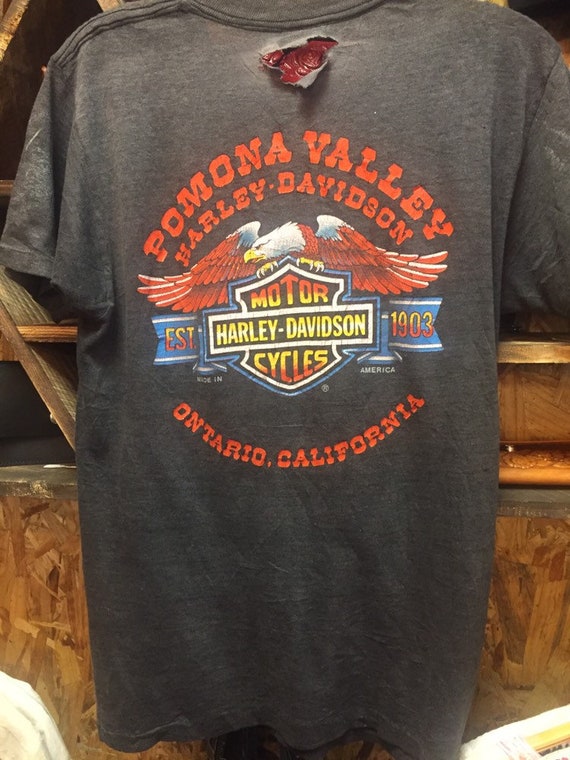 POMONA VALLEY
HARLEY-DAVIDSON
MOTOR
EST. HARLEY-DAVIDSON 1903
CYCLES
MADE IN AMERICA
®
ONTARIO, CALIFORNIA